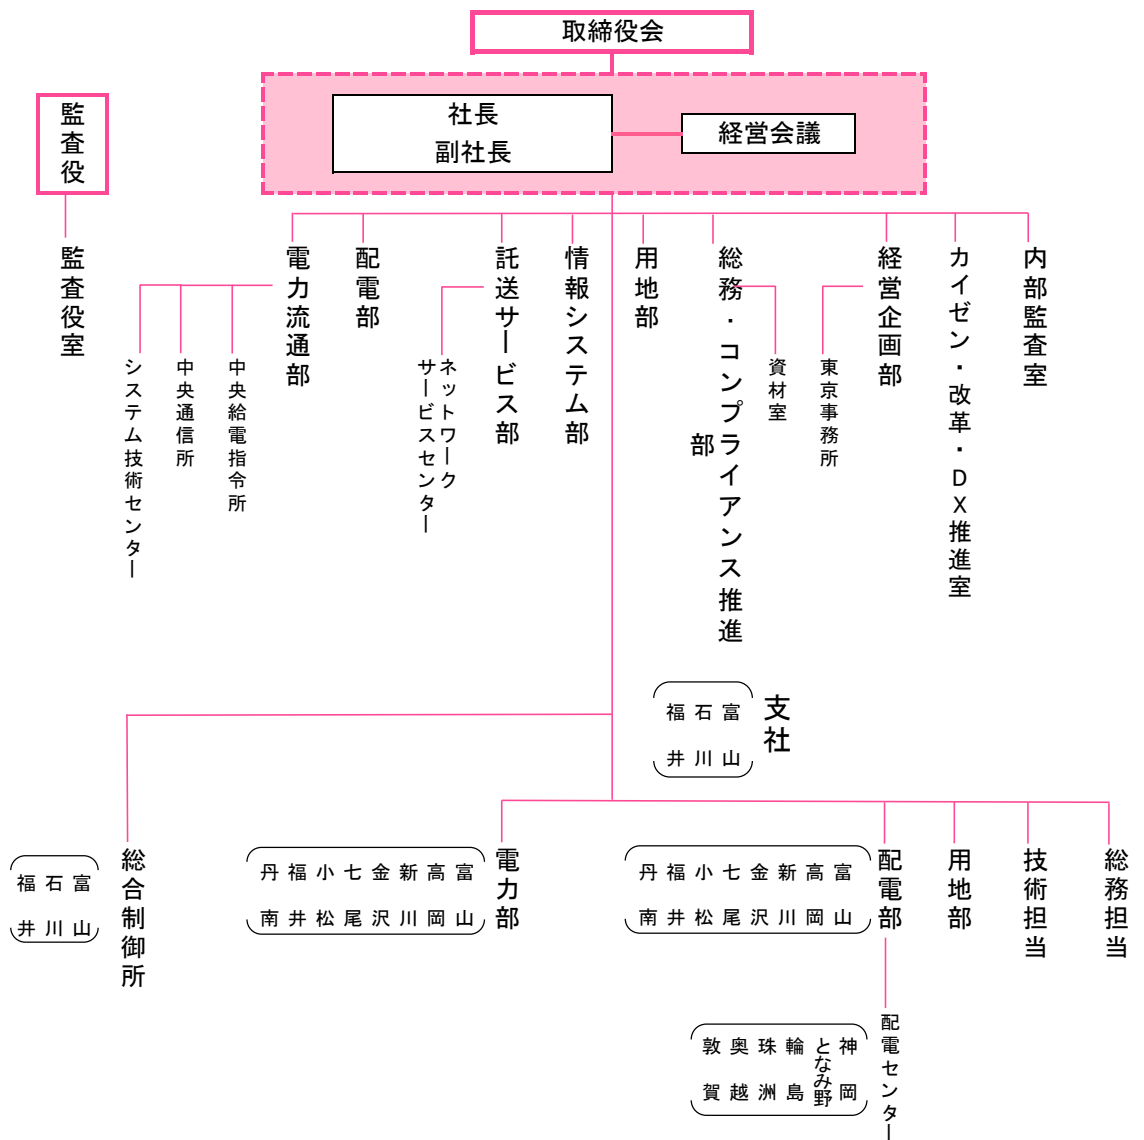 取締役会
社長
副社長
経営会議
監査役
監査役室
内部監査室
カイゼン・改革・DX推進室
経営企画部
東京事務所
総務・コンプライアンス推進部
資材室
用地部
情報システム部
託送サービス部
ネットワーク
サービスセンター
配電部
電力流通部
中央給電指令所
中央通信所
システム技術センター
支社
富山
石川
福井
総務担当
技術担当
用地部
配電部
富山
高岡
新川
金沢
七尾
小松
福井
丹南
配電センター
神岡
となみ野
輪島
珠洲
奥越
敦賀
電力部
富山
高岡
新川
金沢
七尾
小松
福井
丹南
総合制御所
富山
石川
福井